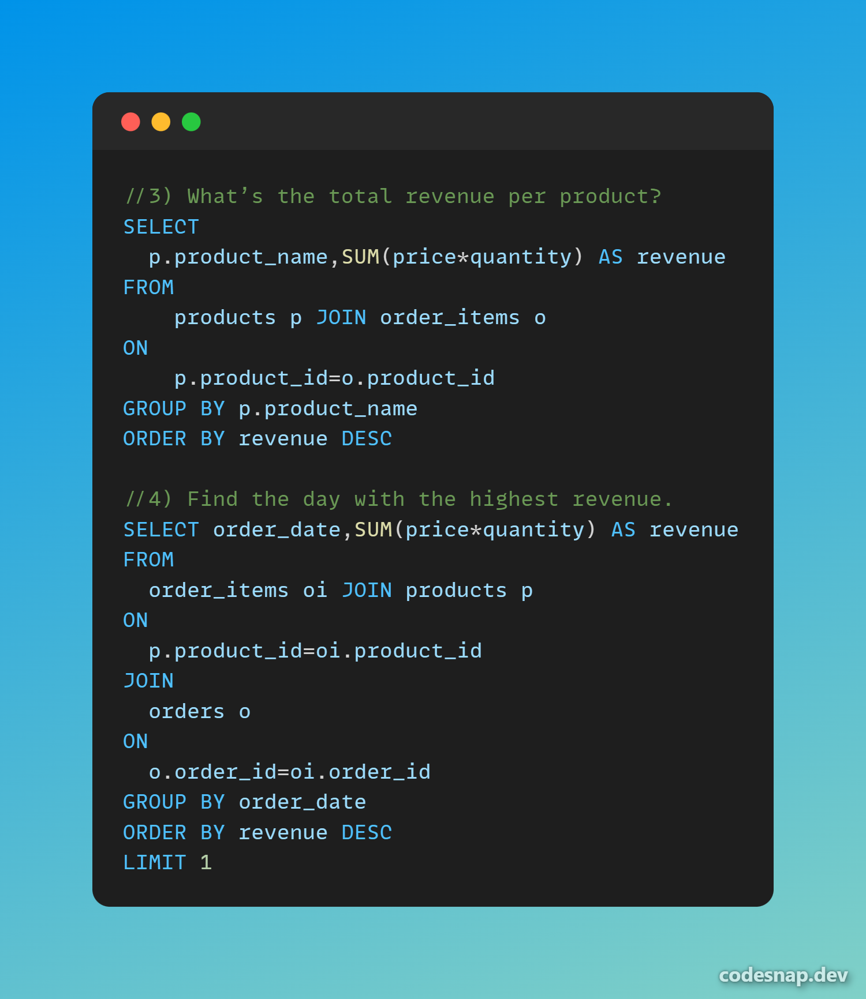 //3) What’s the total revenue per product?
SELECT
  p.product_name,SUM(price*quantity) AS revenue
FROM
    products p JOIN order_items o
ON
    p.product_id=o.product_id
GROUP BY p.product_name
ORDER BY revenue DESC

//4) Find the day with the highest revenue.
SELECT order_date,SUM(price*quantity) AS revenue
FROM
  order_items oi JOIN products p
ON
  p.product_id=oi.product_id
JOIN
  orders o
ON
  o.order_id=oi.order_id
GROUP BY order_date
ORDER BY revenue DESC
LIMIT 1
codesnap.dev